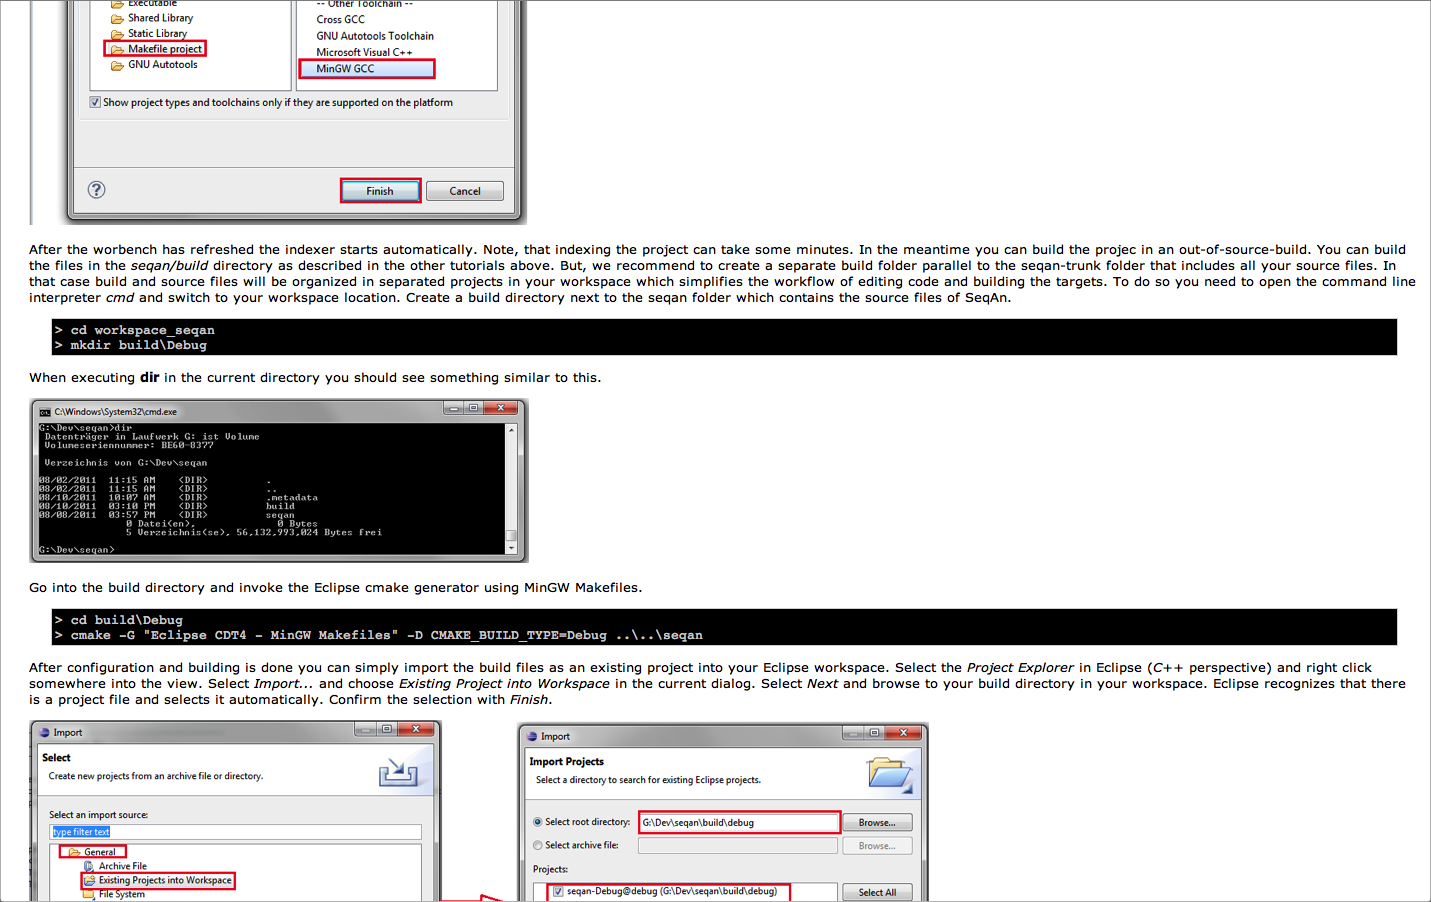 Executable
Shared Library
Static Library
Makefile project
GNU Autotools
-- Other Toolchain --
Cross GCC
GNU Autotools Toolchain
Microsoft Visual C++
MinGW GCC
Show project types and toolchains only if they are supported on the platform
Finish
Cancel
After the worbench has refreshed the indexer starts automatically. Note, that indexing the project can take some minutes. In the meantime you can build the projec in an out-of-source-build. You can build
the files in the seqan/build directory as described in the other tutorials above. But, we recommend to create a separate build folder parallel to the seqan-trunk folder that includes all your source files. In
that case build and source files will be organized in separated projects in your workspace which simplifies the workflow of editing code and building the targets. To do so you need to open the command line
interpreter cmd and switch to your workspace location. Create a build directory next to the seqan folder which contains the source files of SeqAn.
> cd workspace_seqan
> mkdir build\Debug
When executing dir in the current directory you should see something similar to this.
C:\Windows\System32\cmd.exe
G:\Dev\seqan>dir
Datenträger in Laufwerk G: ist Volume
Volumeseriennummer: BE60-8377
Verzeichnis von G:\Dev\seqan
08/02/2011 11:15 AM <DIR> .
08/02/2011 11:15 AM <DIR> ..
08/10/2011 10:07 AM <DIR> .metadata
08/10/2011 03:10 PM <DIR> build
08/08/2011 03:57 PM <DIR> seqan
0 Datei(en), 0 Bytes
5 Verzeichnis(se), 56,132,993,024 Bytes frei
G:\Dev\seqan>
Go into the build directory and invoke the Eclipse cmake generator using MinGW Makefiles.
> cd build\Debug
> cmake -G "Eclipse CDT4 - MinGW Makefiles" -D CMAKE_BUILD_TYPE=Debug ..\..\seqan
After configuration and building is done you can simply import the build files as an existing project into your Eclipse workspace. Select the Project Explorer in Eclipse (C++ perspective) and right click
somewhere into the view. Select Import... and choose Existing Project into Workspace in the current dialog. Select Next and browse to your build directory in your workspace. Eclipse recognizes that there
is a project file and selects it automatically. Confirm the selection with Finish.
Import
Select
Create new projects from an archive file or directory.
Select an import source:
type filter text
General
Archive File
Existing Projects into Workspace
File System
Import
Import Projects
Select a directory to search for existing Eclipse projects.
Select root directory: G:\Dev\seqan\build\debug Browse...
Select archive file: Browse...
Projects:
seqan-Debug@debug (G:\Dev\seqan\build\debug) Select All